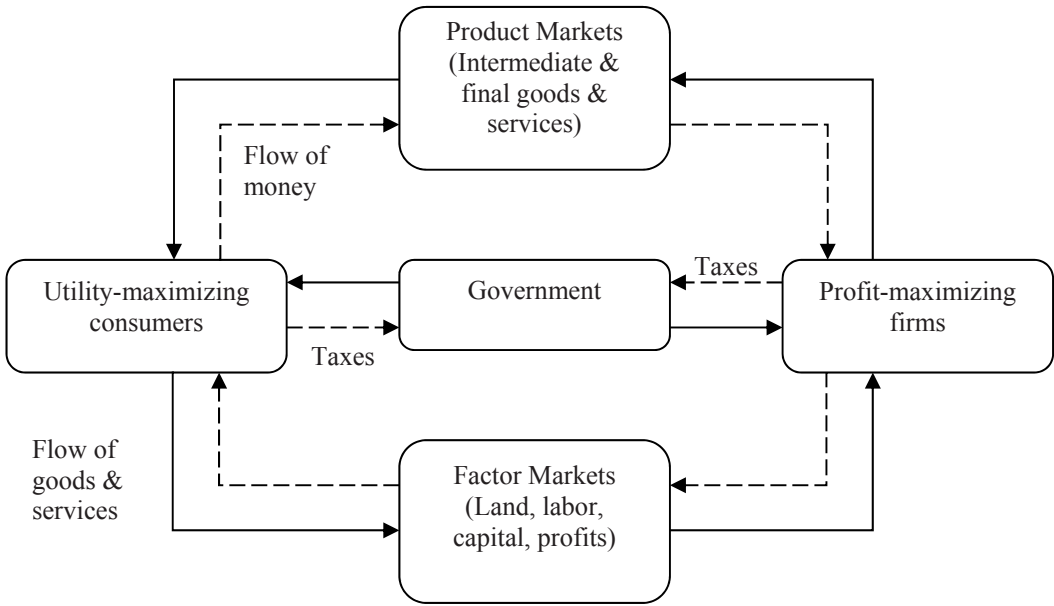 Product Markets
(Intermediate &
final goods &
services)
Flow of
money
Utility-maximizing
consumers
Government
Taxes
Profit-maximizing
firms
Taxes
Flow of
goods &
services
Factor Markets
(Land, labor,
capital, profits)